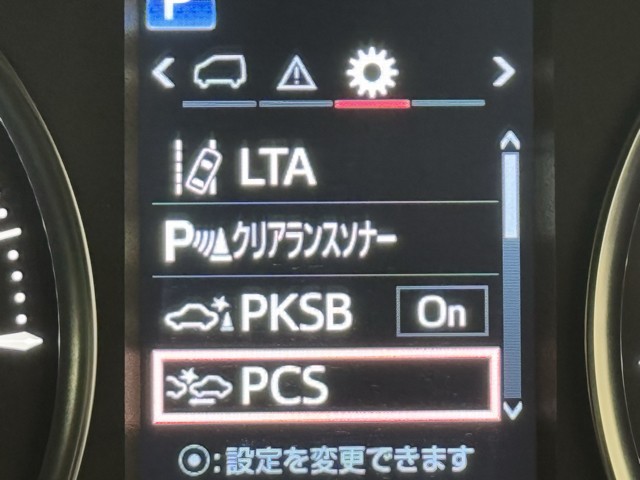 P
LTA
P クリアランスソナー
PKSB On
PCS
:設定を変更できます